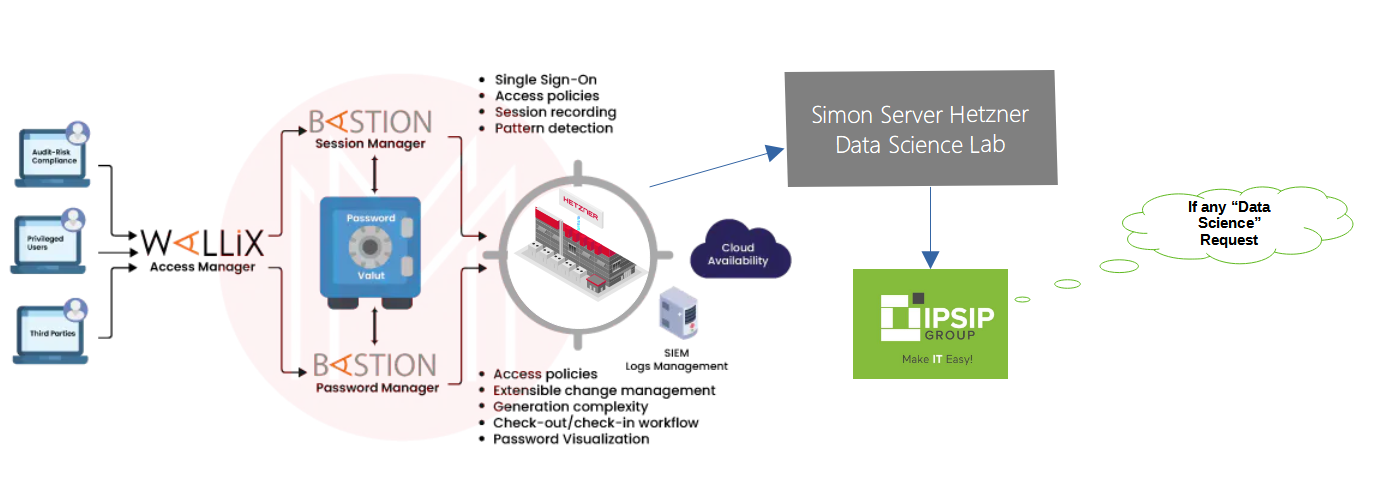 Audit-Risk
Compliance
Privileged
Users
Third Parties
WALLiX
Access Manager
BASTION
Session Manager
Password
Valut
BASTION
Password Manager
• Single Sign-On
• Access policies
• Session recording
• Pattern detection
HETZNER
Cloud
Availability
SIEM
Logs Management
• Access policies
• Extensible change management
• Generation complexity
• Check-out/check-in workflow
• Password Visualization
Simon Server Hetzner
Data Science Lab
IPSIP
GROUP
Make IT Easy!
If any “Data
Science”
Request